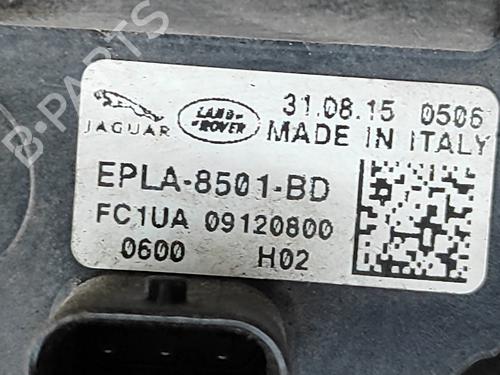 B-PARTS
JAGUAR
LAND-
ROVER
31.08.15 0506
MADE IN ITALY
EPLA-8501-BD
FC1UA 09120800
0600 H02